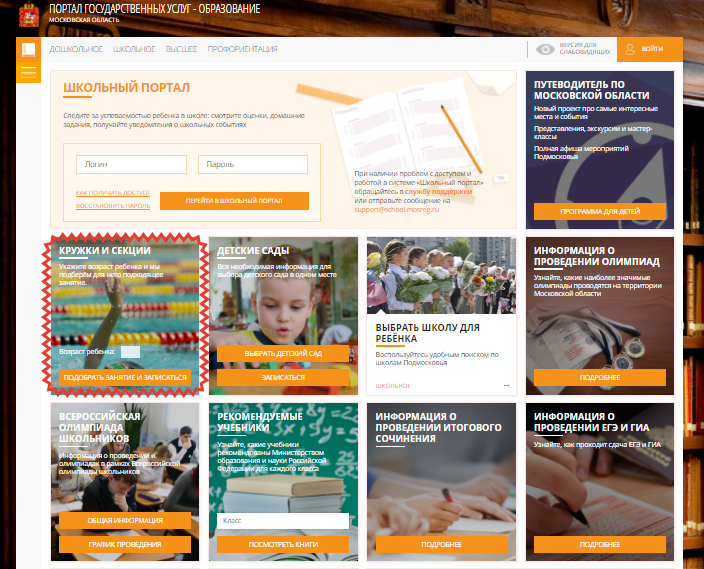 ПОРТАЛ ГОСУДАРСТВЕННЫХ УСЛУГ - ОБРАЗОВАНИЕ
МОСКОВСКАЯ ОБЛАСТЬ
ДОШКОЛЬНОЕ ШКОЛЬНОЕ ВЫСШЕЕ ПРОФОРИЕНТАЦИЯ
ВЕРСИЯ ДЛЯ
СЛАБОВИДЯЩИХ
ВОЙТИ
ШКОЛЬНЫЙ ПОРТАЛ
Следите за успеваемостью ребенка в школе: смотрите оценки, домашние
задания, получайте уведомления о школьных событиях
Логин
Пароль
КАК ПОЛУЧИТЬ ДОСТУП?
ВОССТАНОВИТЬ ПАРОЛЬ
ПЕРЕЙТИ В ШКОЛЬНЫЙ ПОРТАЛ
При наличии проблем с доступом и
работой в системе «Школьный портал»
обращайтесь в службу поддержки
или отправьте сообщение на
support@school.mosreg.ru
ПУТЕВОДИТЕЛЬ ПО
МОСКОВСКОЙ ОБЛАСТИ
Новый проект про самые интересные
места и события
Представления, экскурсии и мастер-
классы
Полная афиша мероприятий
Подмосковья
ПРОГРАММА ДЛЯ ДЕТЕЙ
КРУЖКИ И СЕКЦИИ
Укажите возраст ребенка и мы
подберём для него подходящее
занятие.
Возраст ребенка:
ПОДОБРАТЬ ЗАНЯТИЕ И ЗАПИСАТЬСЯ
ДЕТСКИЕ САДЫ
Вся необходимая информация для
выбора детского сада в одном месте
ВЫБРАТЬ ДЕТСКИЙ САД
ЗАПИСАТЬСЯ
ВЫБРАТЬ ШКОЛУ ДЛЯ
РЕБЁНКА
Воспользуйтесь удобным поиском по
школам Подмосковья
ШКОЛЬНОЕ →
ИНФОРМАЦИЯ О
ПРОВЕДЕНИИ ОЛИМПИАД
Узнайте, какие наиболее значимые
олимпиады проводятся на территории
Московской области
ПОДРОБНЕЕ
ВСЕРОССИЙСКАЯ
ОЛИМПИАДА
ШКОЛЬНИКОВ
Информация о проведении и
олимпиадах в рамках Всероссийской
олимпиады школьников
ОБЩАЯ ИНФОРМАЦИЯ
ГРАФИК ПРОВЕДЕНИЯ
РЕКОМЕНДУЕМЫЕ
УЧЕБНИКИ
Узнайте, какие учебники
рекомендованы Министерством
образования и науки Российской
Федерации для каждого класса
Класс
ПОСМОТРЕТЬ КНИГИ
ИНФОРМАЦИЯ О
ПРОВЕДЕНИИ ИТОГОВОГО
СОЧИНЕНИЯ
ПОДРОБНЕЕ
ИНФОРМАЦИЯ О
ПРОВЕДЕНИИ ЕГЭ И ГИА
Узнайте, как проходит сдача ЕГЭ и ГИА
ПОДРОБНЕЕ